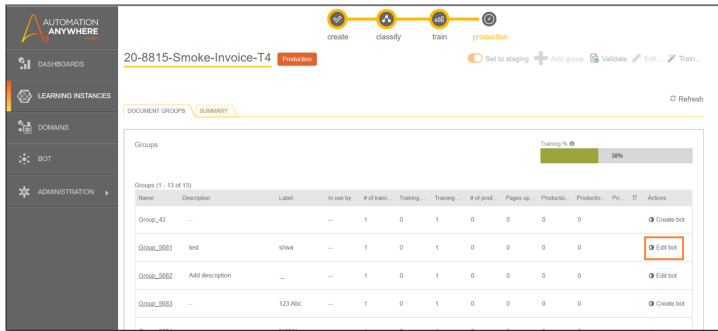 AUTOMATION
ANYWHERE
create classify train production
20-8815-Smoke-Invoice-T4 Production Set to staging Add group Validate Edit... Train...
DASHBOARDS
LEARNING INSTANCES
Refresh
DOCUMENT GROUPS SUMMARY
DOMAINS
Groups Training %
38%
BOT
ADMINISTRATION
Groups (1 - 13 of 13)
Name Description Label In use by # of traini... Training ... Training ... # of prod... Pages up... Productio... Productio... Pri... Actions
Group_42 -- -- 1 0 1 0 0 0 0 Create bot
Group_5681 test shiva -- 1 0 1 0 0 0 0 Edit bot
Group_5682 Add description _ -- 1 0 1 0 0 0 0 Edit bot
Group_5683 -- 123 Abc -- 1 0 1 0 0 0 0 Create bot